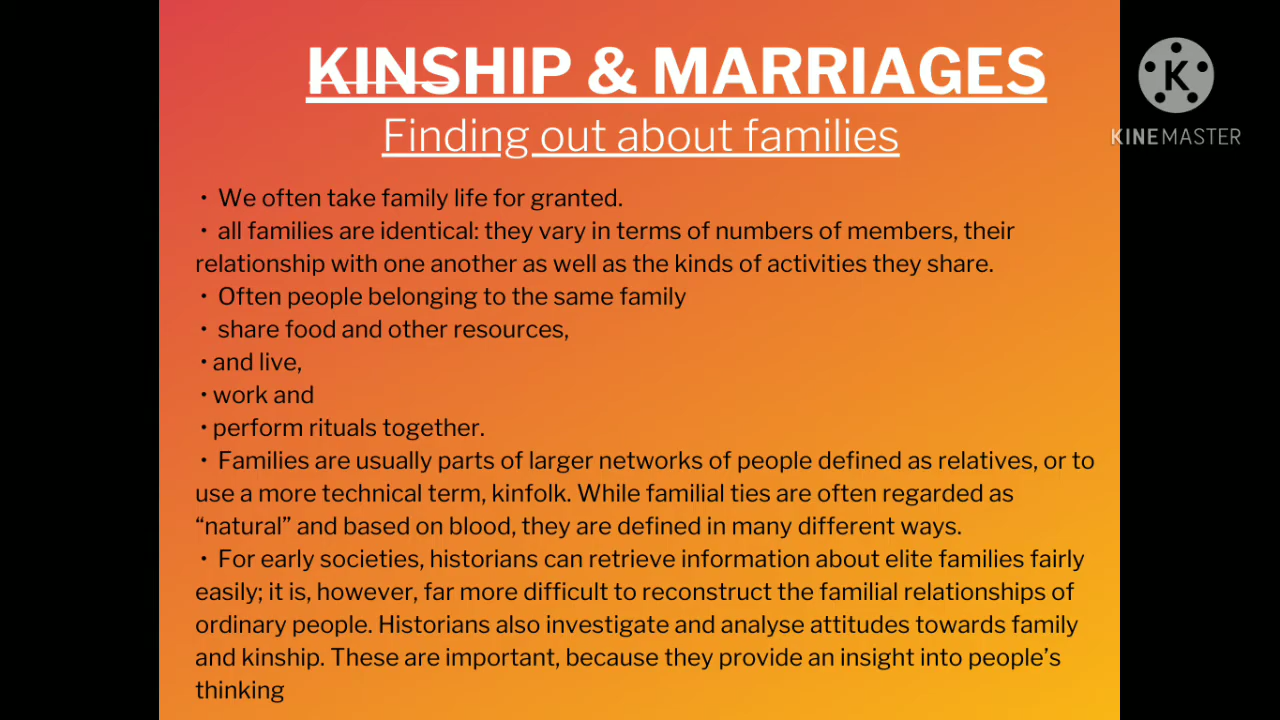 KINSHIP & MARRIAGES
Finding out about families
• We often take family life for granted.
• all families are identical: they vary in terms of numbers of members, their
relationship with one another as well as the kinds of activities they share.
• Often people belonging to the same family
• share food and other resources,
• and live,
• work and
• perform rituals together.
• Families are usually parts of larger networks of people defined as relatives, or to
use a more technical term, kinfolk. While familial ties are often regarded as
“natural” and based on blood, they are defined in many different ways.
• For early societies, historians can retrieve information about elite families fairly
easily; it is, however, far more difficult to reconstruct the familial relationships of
ordinary people. Historians also investigate and analyse attitudes towards family
and kinship. These are important, because they provide an insight into people’s
thinking
K
KINEMASTER